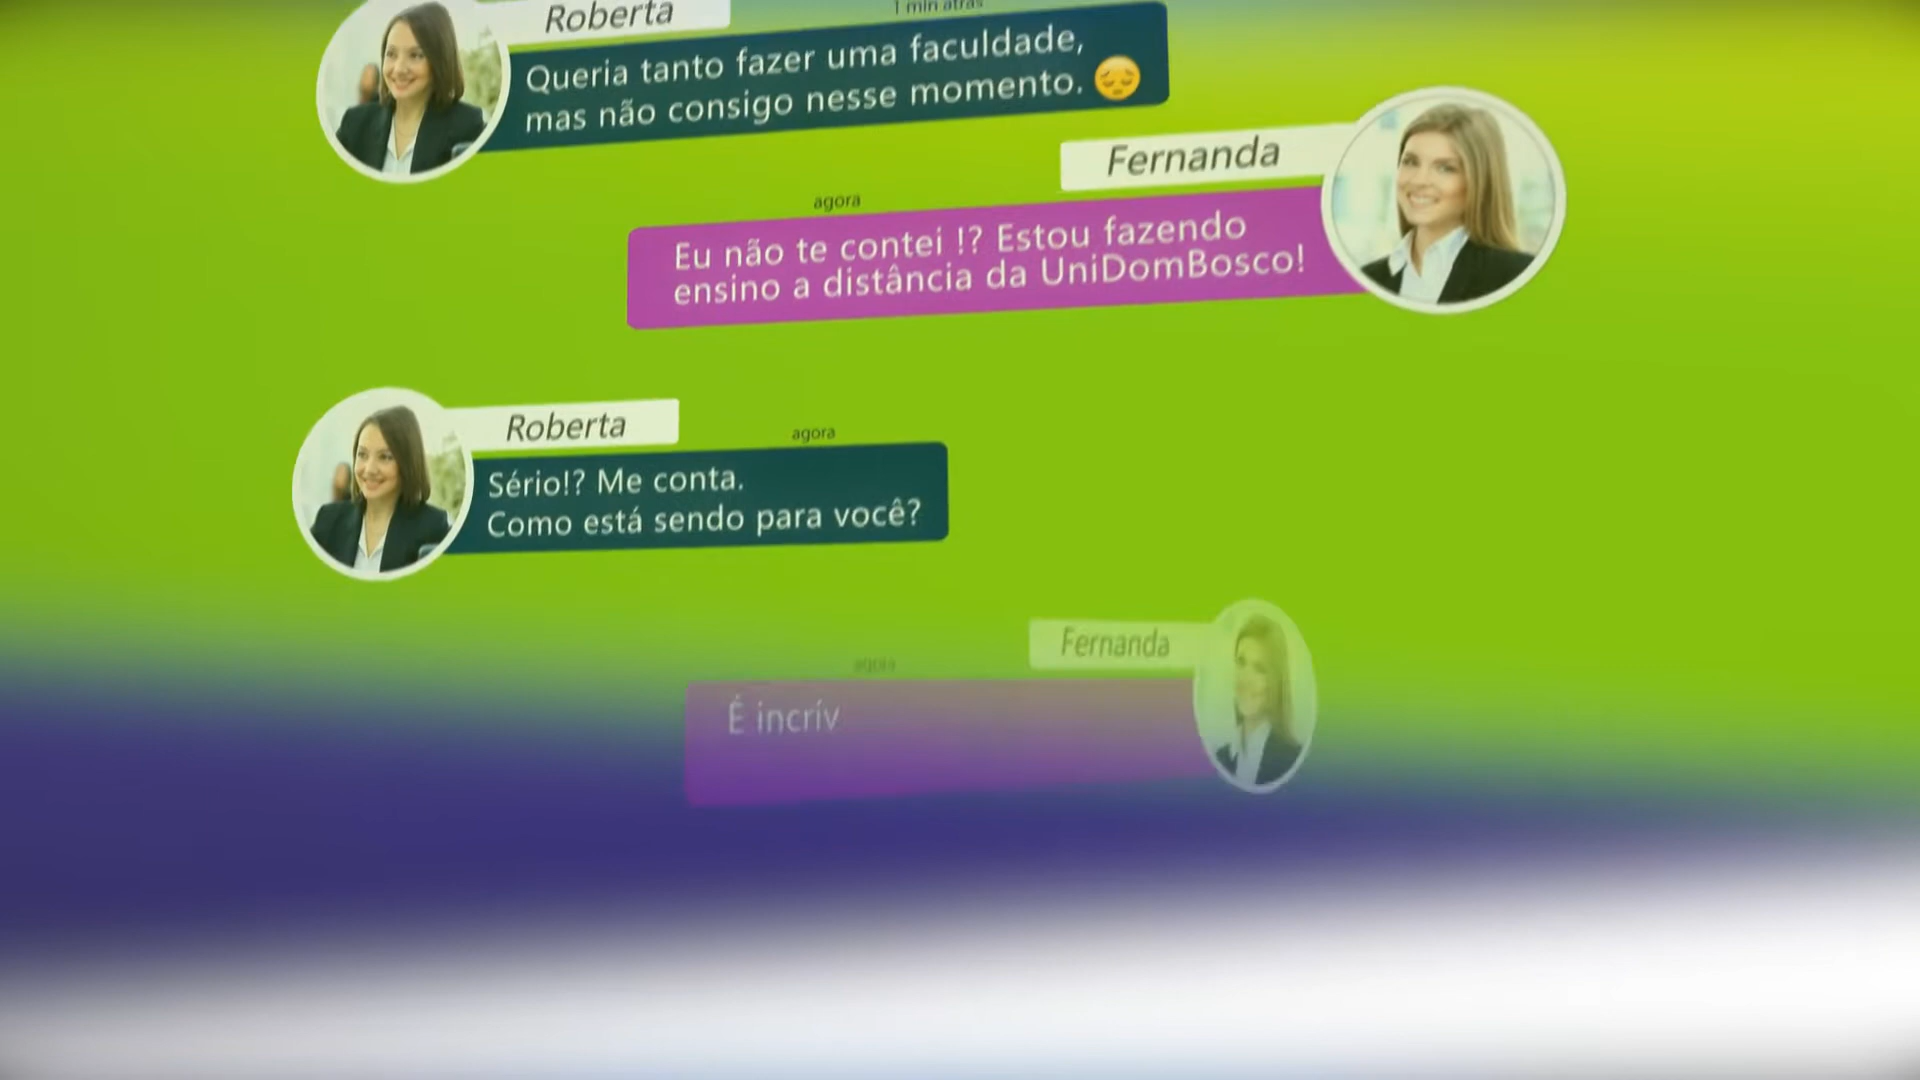 Roberta
1 min atrás
Queria tanto fazer uma faculdade,
mas não consigo nesse momento. 😔
Fernanda
agora
Eu não te contei !? Estou fazendo
ensino a distância da UniDomBosco!
Roberta
agora
Sério!? Me conta.
Como está sendo para você?
Fernanda
agora
É incrív